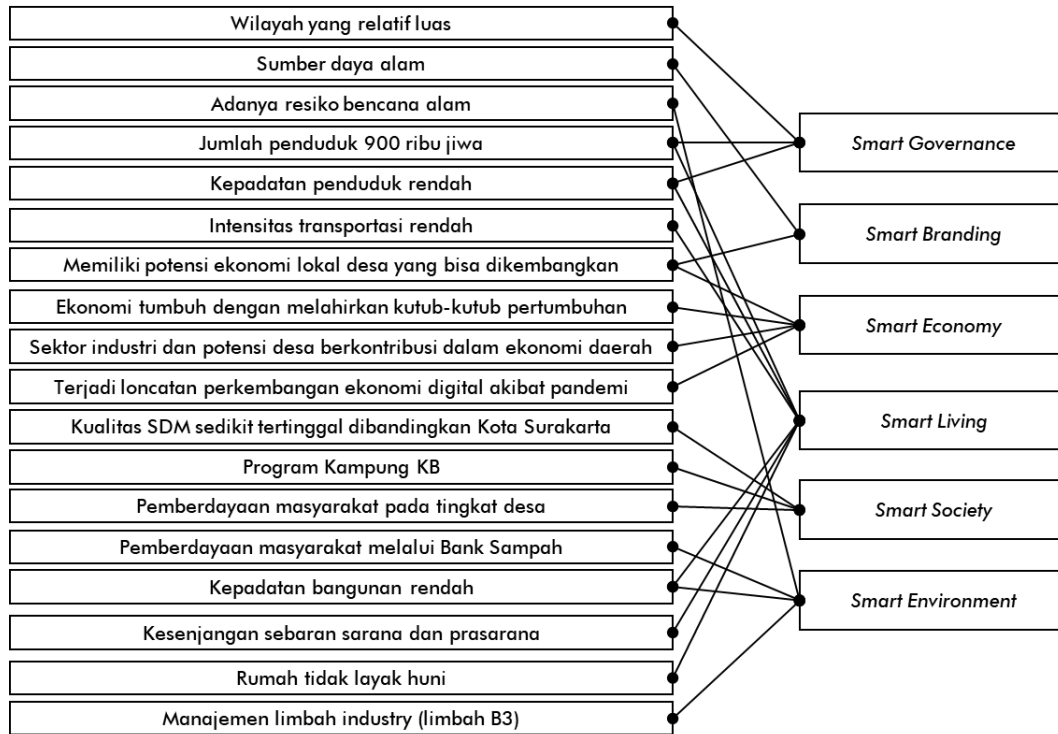 Wilayah yang relatif luas
Sumber daya alam
Adanya resiko bencana alam
Jumlah penduduk 900 ribu jiwa
Kepadatan penduduk rendah
Intensitas transportasi rendah
Memiliki potensi ekonomi lokal desa yang bisa dikembangkan
Ekonomi tumbuh dengan melahirkan kutub-kutub pertumbuhan
Sektor industri dan potensi desa berkontribusi dalam ekonomi daerah
Terjadi loncatan perkembangan ekonomi digital akibat pandemi
Kualitas SDM sedikit tertinggal dibandingkan Kota Surakarta
Program Kampung KB
Pemberdayaan masyarakat pada tingkat desa
Pemberdayaan masyarakat melalui Bank Sampah
Kepadatan bangunan rendah
Kesenjangan sebaran sarana dan prasarana
Rumah tidak layak huni
Manajemen limbah industry (limbah B3)
Smart Governance
Smart Branding
Smart Economy
Smart Living
Smart Society
Smart Environment